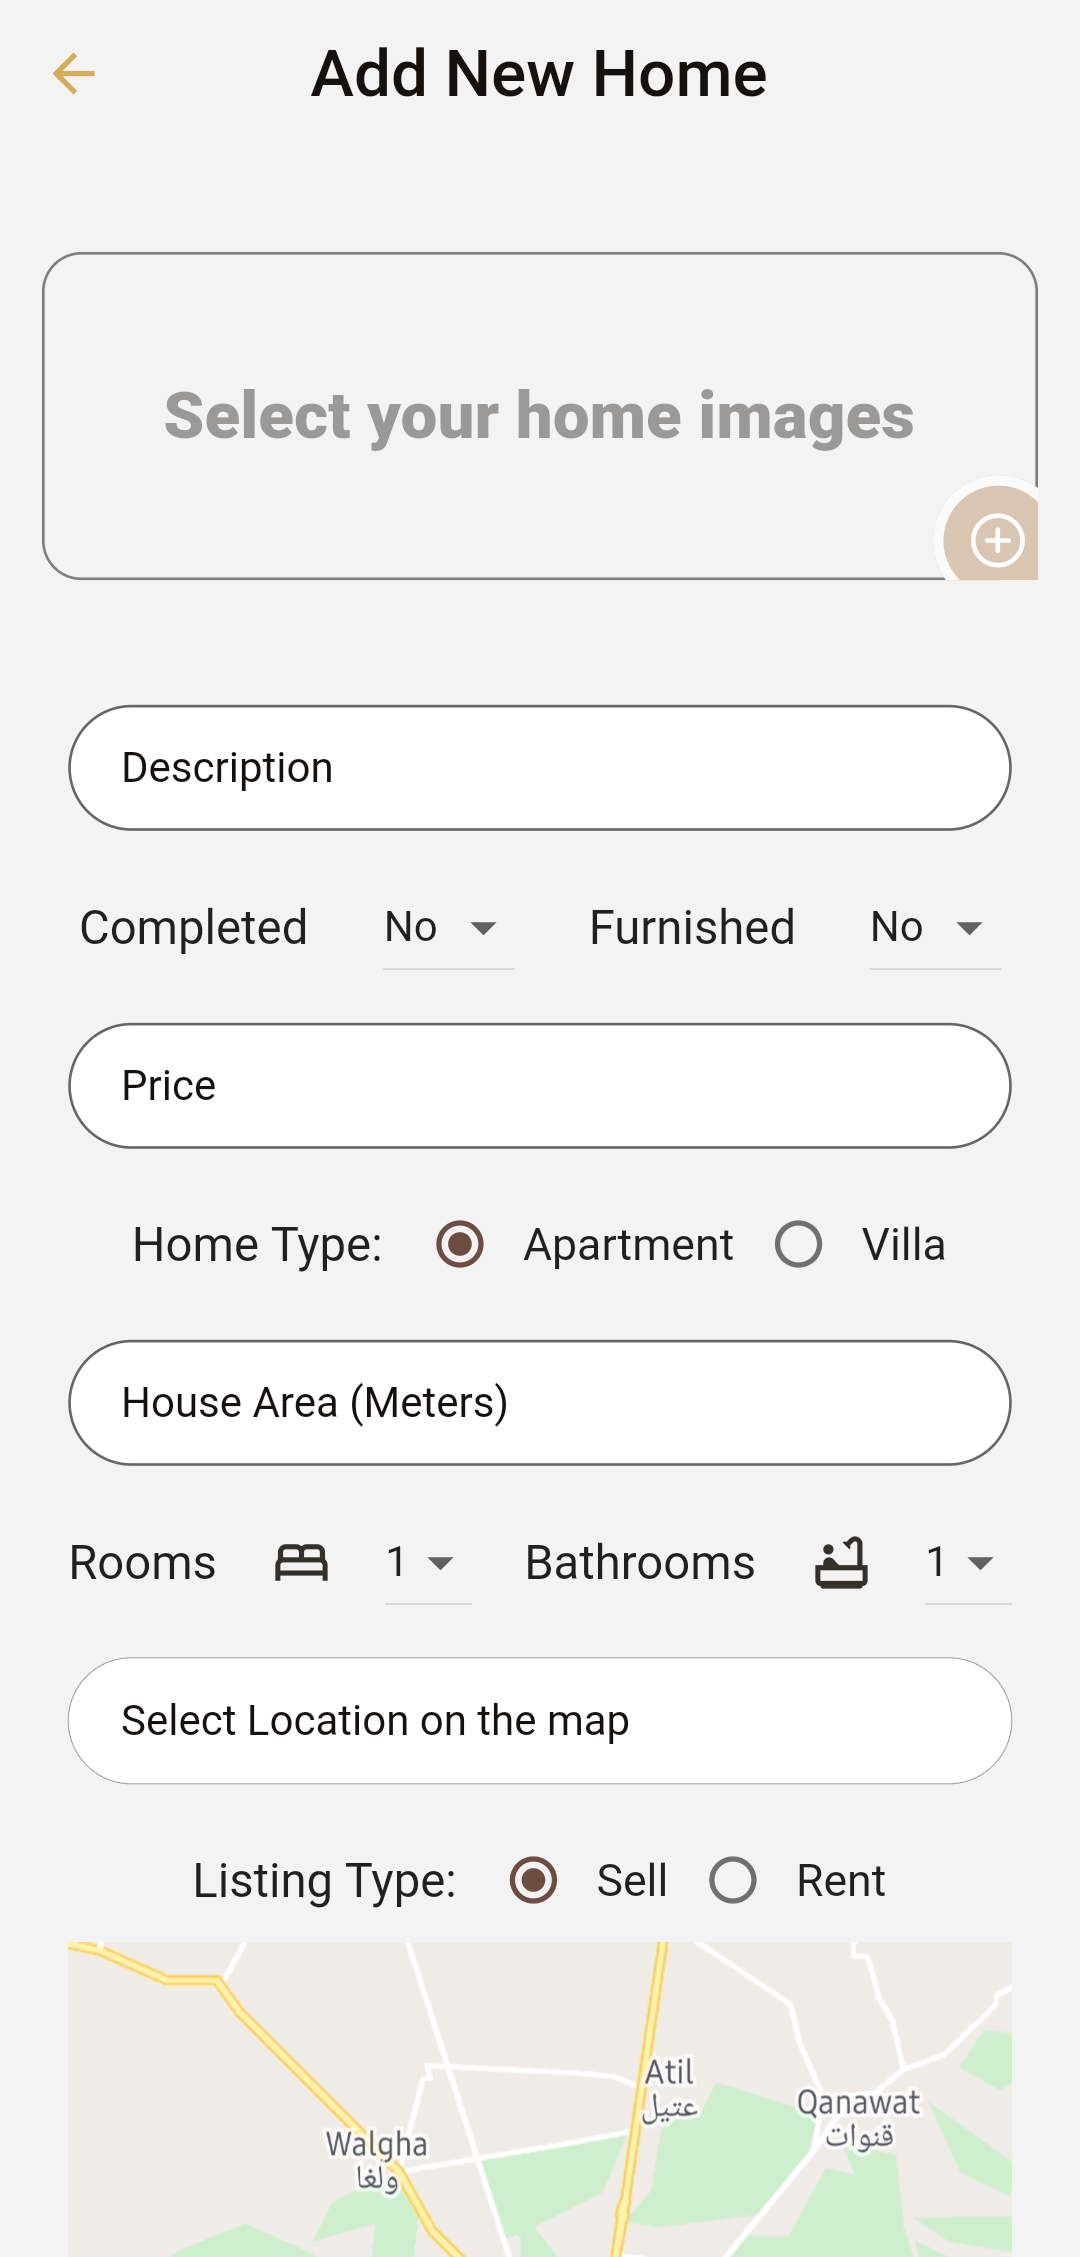 Add New Home
Select your home images
Description
Completed No Furnished No
Price
Home Type: Apartment Villa
House Area (Meters)
Rooms 1 Bathrooms 1
Select Location on the map
Listing Type: Sell Rent
Atil
عتيل
Qanawat
قنوات
Walgha
ولغا